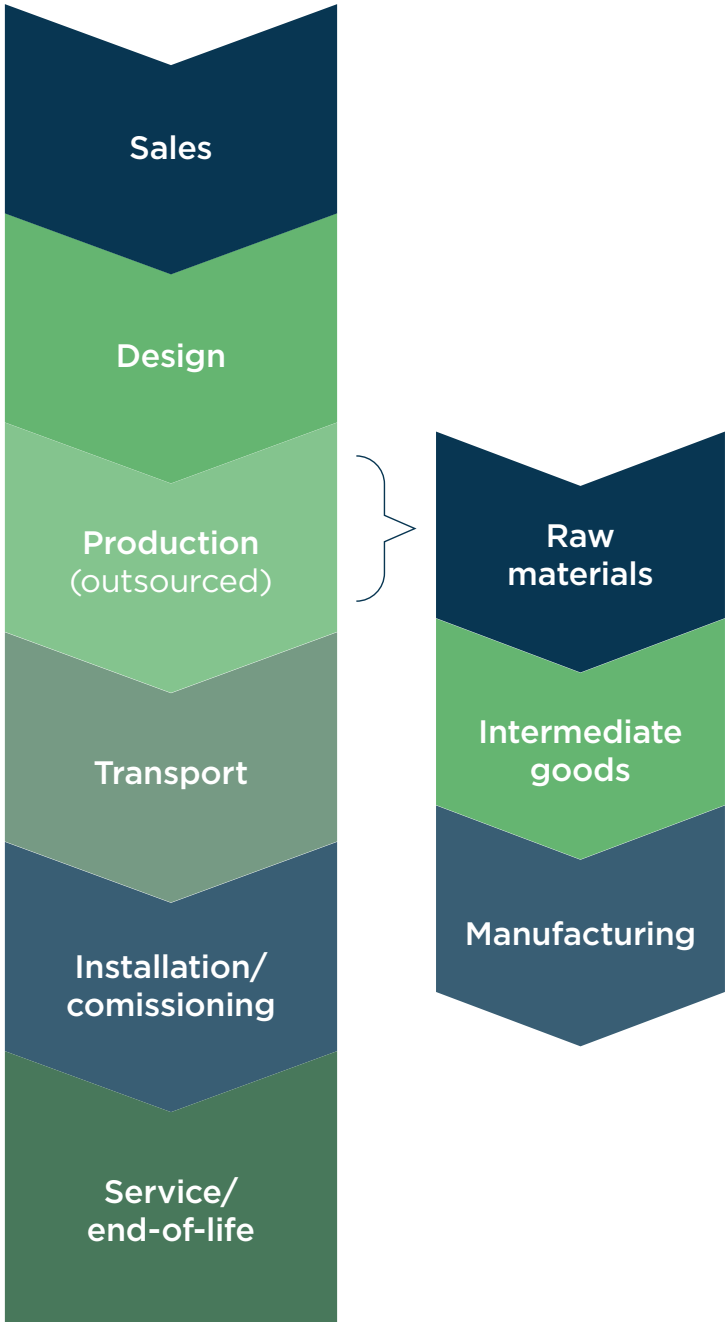 Sales
Design
Production
(outsourced)
Transport
Installation/
comissioning
Service/
end-of-life
Raw
materials
Intermediate
goods
Manufacturing